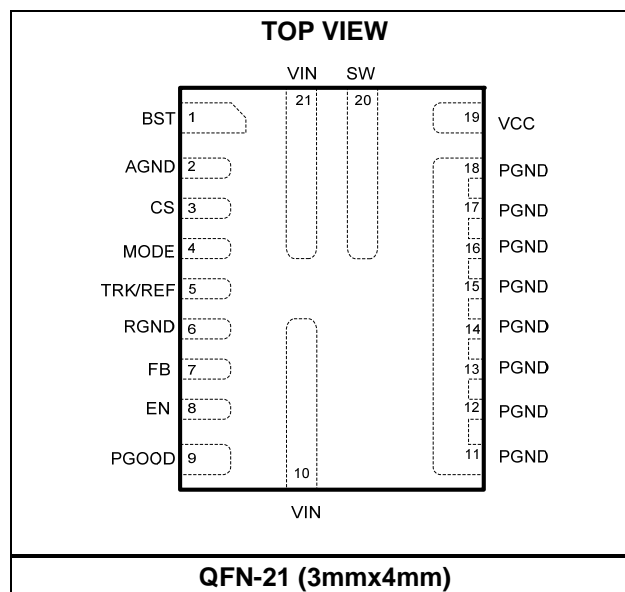 TOP VIEW
VIN SW
21 20
BST 1
19 VCC
AGND 2
18 PGND
CS 3
17 PGND
MODE 4
16 PGND
TRK/REF 5
15 PGND
RGND 6
14 PGND
FB 7
13 PGND
EN 8
12 PGND
PGOOD 9
11 PGND
10
VIN
QFN-21 (3mmx4mm)